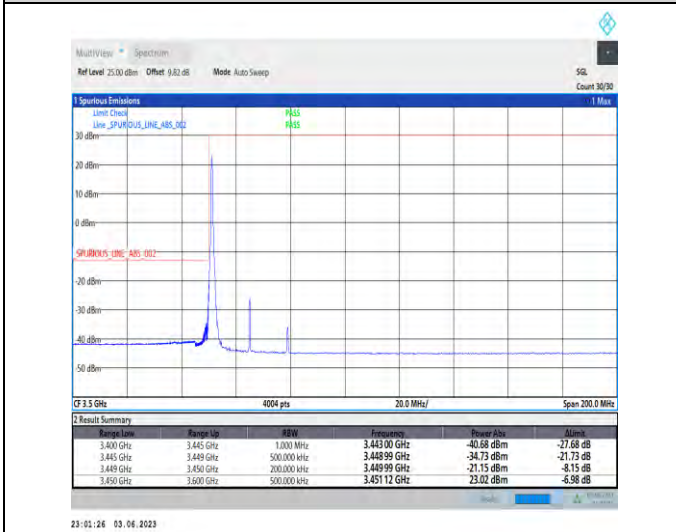 MultiView Spectrum
Ref Level 25.00 dBm Offset 9.82 dB Mode Auto Sweep SGL
Count 30/30
1 Spurious Emissions 1 Max
Limit Check PASS
Line _SPURIOUS_LINE_ABS_002 PASS
30 dBm
20 dBm
10 dBm
0 dBm
_SPURIOUS_LINE_ABS_002
-20 dBm
-30 dBm
-40 dBm
-50 dBm
CF 3.5 GHz 4004 pts 20.0 MHz/ Span 200.0 MHz
2 Result Summary
Range Low Range Up RBW Frequency Power Abs ΔLimit
3.400 GHz 3.445 GHz 1.000 MHz 3.443 00 GHz -40.68 dBm -27.68 dB
3.445 GHz 3.449 GHz 500.000 kHz 3.448 99 GHz -34.73 dBm -21.73 dB
3.449 GHz 3.450 GHz 200.000 kHz 3.449 99 GHz -21.15 dBm -8.15 dB
3.450 GHz 3.600 GHz 500.000 kHz 3.451 12 GHz 23.02 dBm -6.98 dB
23:01:26 03.06.2023